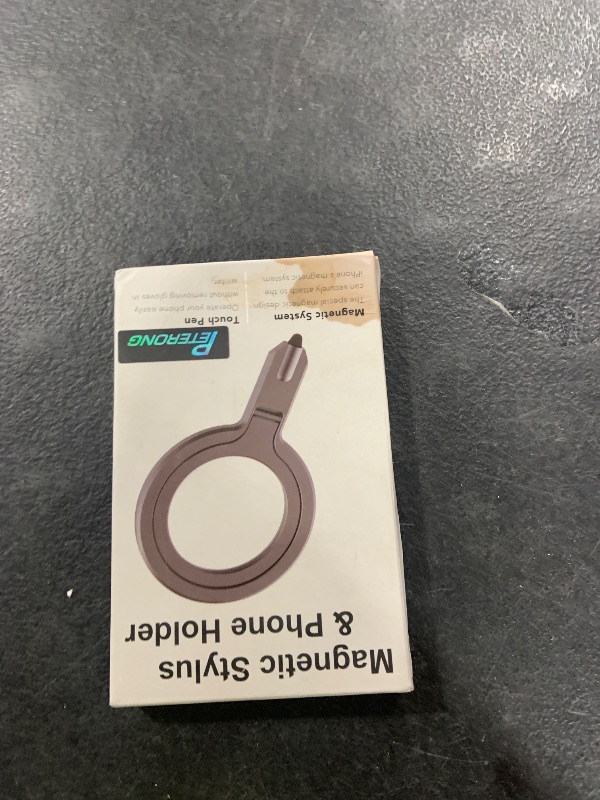 Magnetic Stylus
& Phone Holder
PETERONG
Magnetic System
The special magnetic design
can securely attach to the
iPhone's magnetic system.
Touch Pen
Operate your phone easily
without removing gloves in
winter.